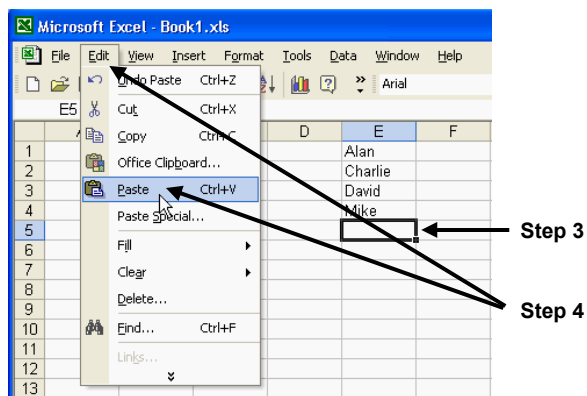 Microsoft Excel - Book1.xls
File Edit View Insert Format Tools Data Window Help
Arial
E5
Undo Paste Ctrl+Z
Cut Ctrl+X
Copy Ctrl+C
Office Clipboard...
Paste Ctrl+V
Paste Special...
Fill
Clear
Delete...
Find... Ctrl+F
Links...
D E F
1 Alan
2 Charlie
3 David
4 Mike
5
6
7
8
9
10
11
12
13
Step 3
Step 4